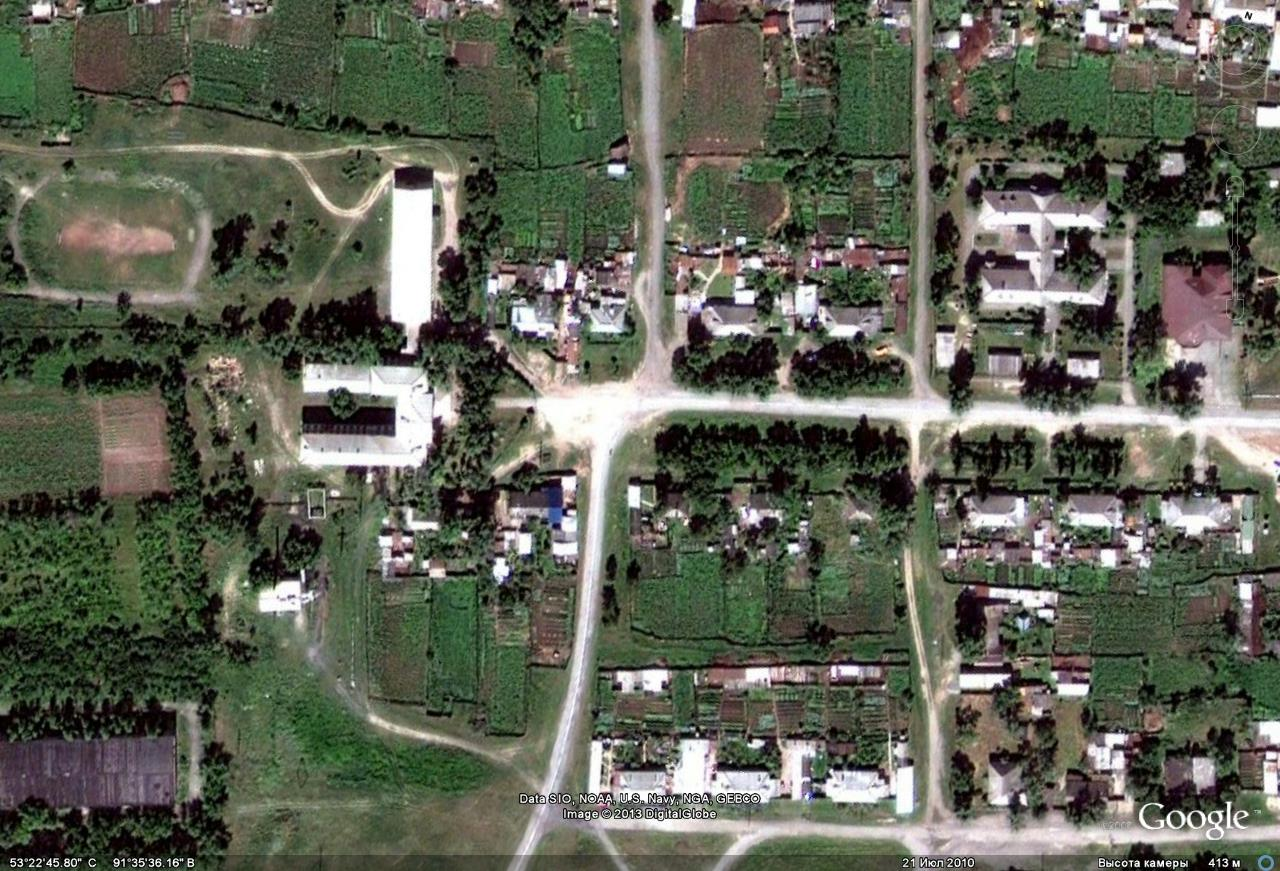 N
Data SIO, NOAA, U.S. Navy, NGA, GEBCO
Image © 2013 DigitalGlobe
Google™
53°22'45.80" С 91°35'36.16" В 21 Июл 2010 Высота камеры 413 м